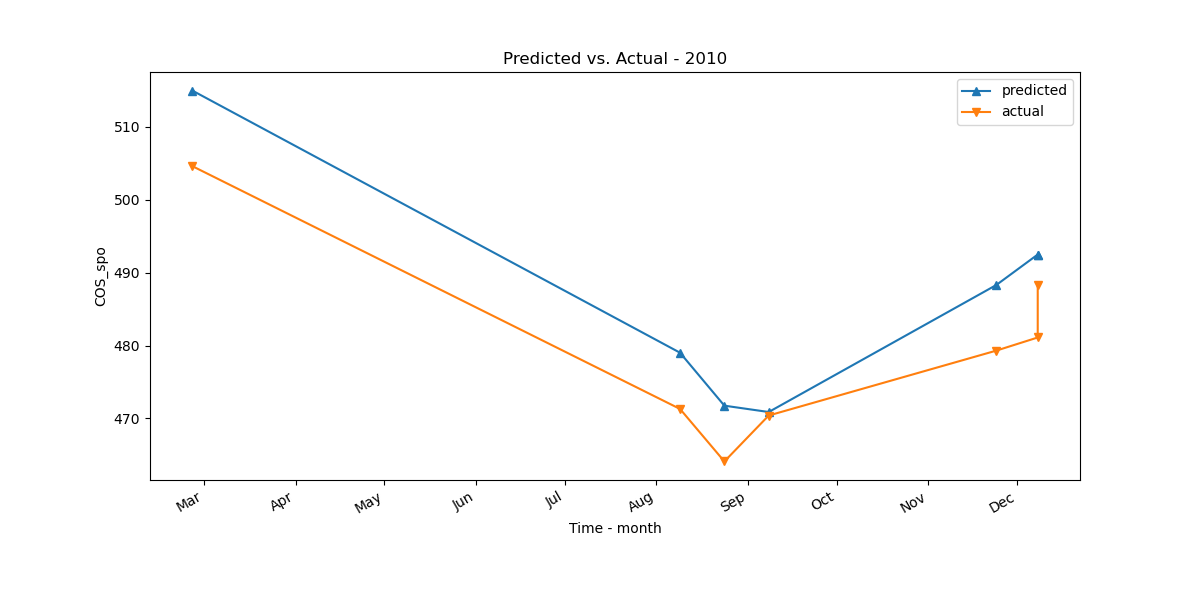 Predicted vs. Actual - 2010
predicted
actual
COS_spo
510
500
490
480
470
Mar
Apr
May
Jun
Jul
Aug
Sep
Oct
Nov
Dec
Time - month